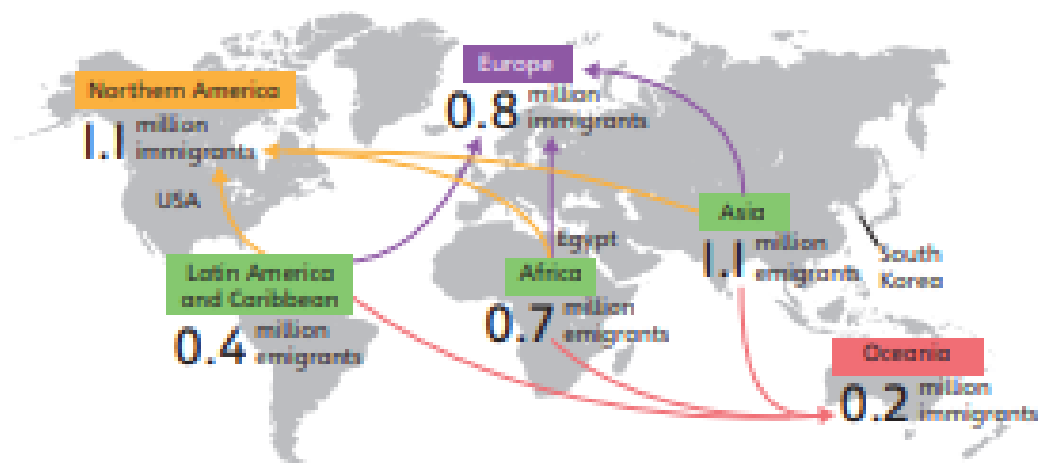 Europe
0.8 million
immigrants
Northern America
1.1 million
immigrants
USA
Latin America
and Caribbean
0.4 million
emigrants
Egypt
Africa
0.7 million
emigrants
Asia
1.1 million
emigrants
South
Korea
Oceania
0.2 million
immigrants